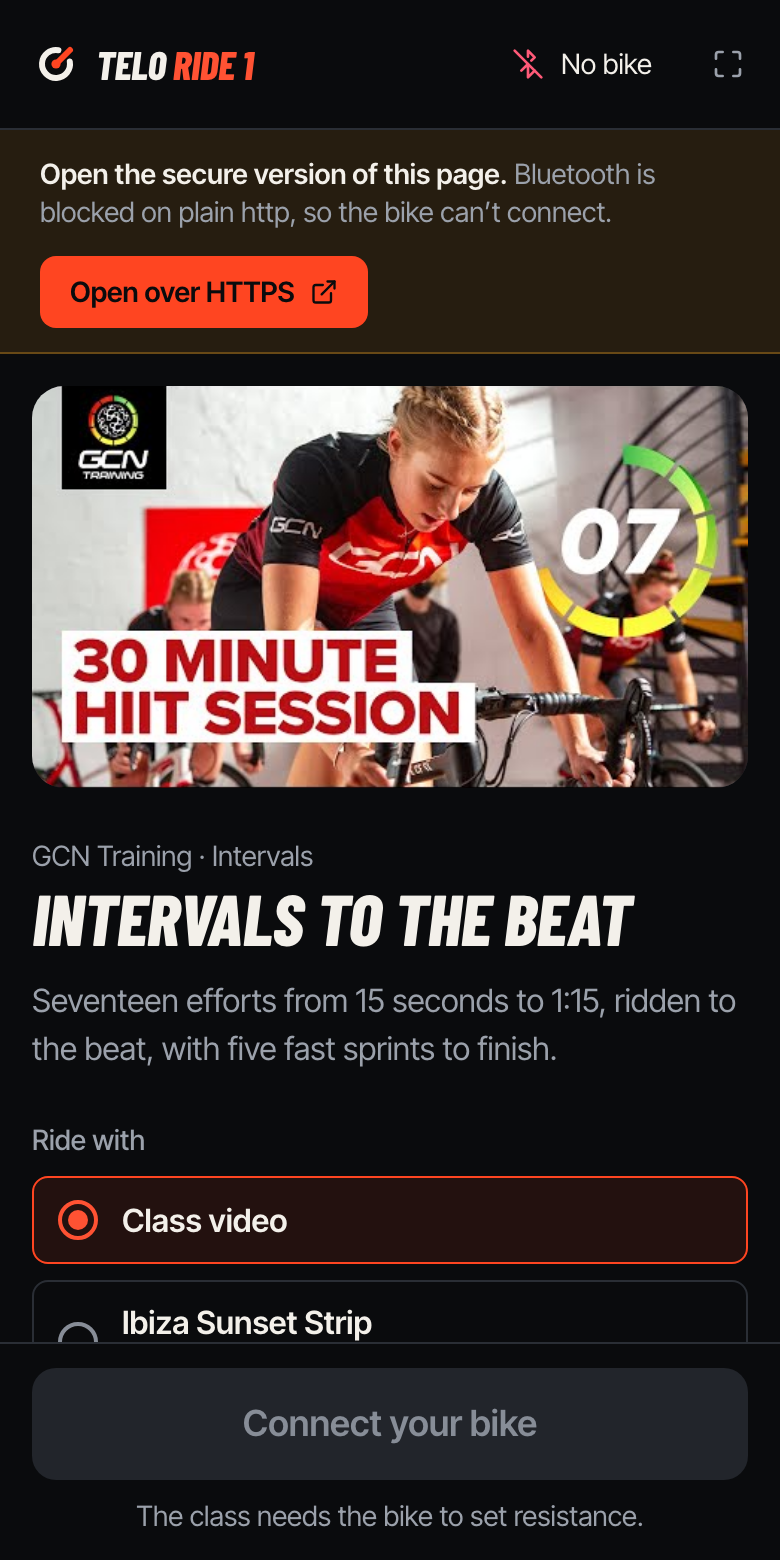 TELO RIDE 1
No bike
Open the secure version of this page. Bluetooth is
blocked on plain http, so the bike can’t connect.
Open over HTTPS
GCN
TRAINING
GCN
GCN
07
30 MINUTE
HIIT SESSION
GCN Training · Intervals
INTERVALS TO THE BEAT
Seventeen efforts from 15 seconds to 1:15, ridden to
the beat, with five fast sprints to finish.
Ride with
Class video
Ibiza Sunset Strip
Connect your bike
The class needs the bike to set resistance.